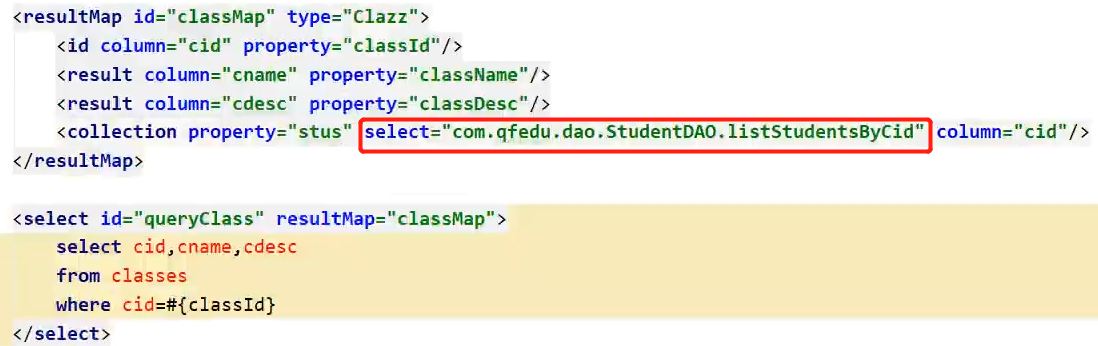 <resultMap id="classMap" type="Clazz">
    <id column="cid" property="classId"/>
    <result column="cname" property="className"/>
    <result column="cdesc" property="classDesc"/>
    <collection property="stus" select="com.qfedu.dao.StudentDAO.listStudentsByCid" column="cid"/>
</resultMap>

<select id="queryClass" resultMap="classMap">
    select cid,cname,cdesc
    from classes
    where cid=#{classId}
</select>